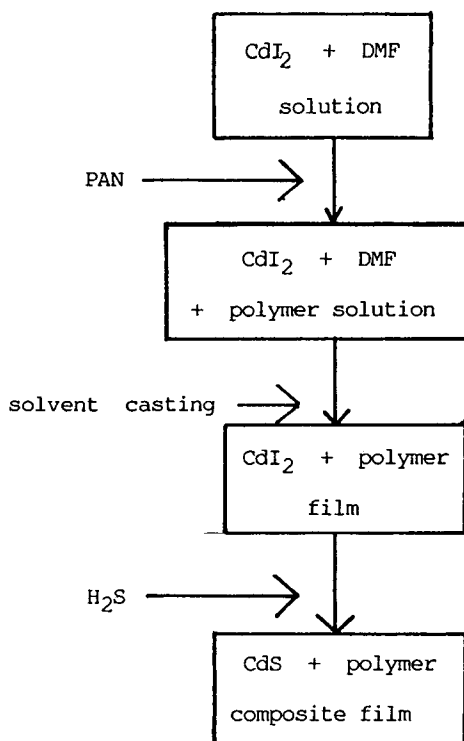 CdI₂ + DMF
solution
PAN
CdI₂ + DMF
+ polymer solution
solvent casting
CdI₂ + polymer
film
H₂S
CdS + polymer
composite film